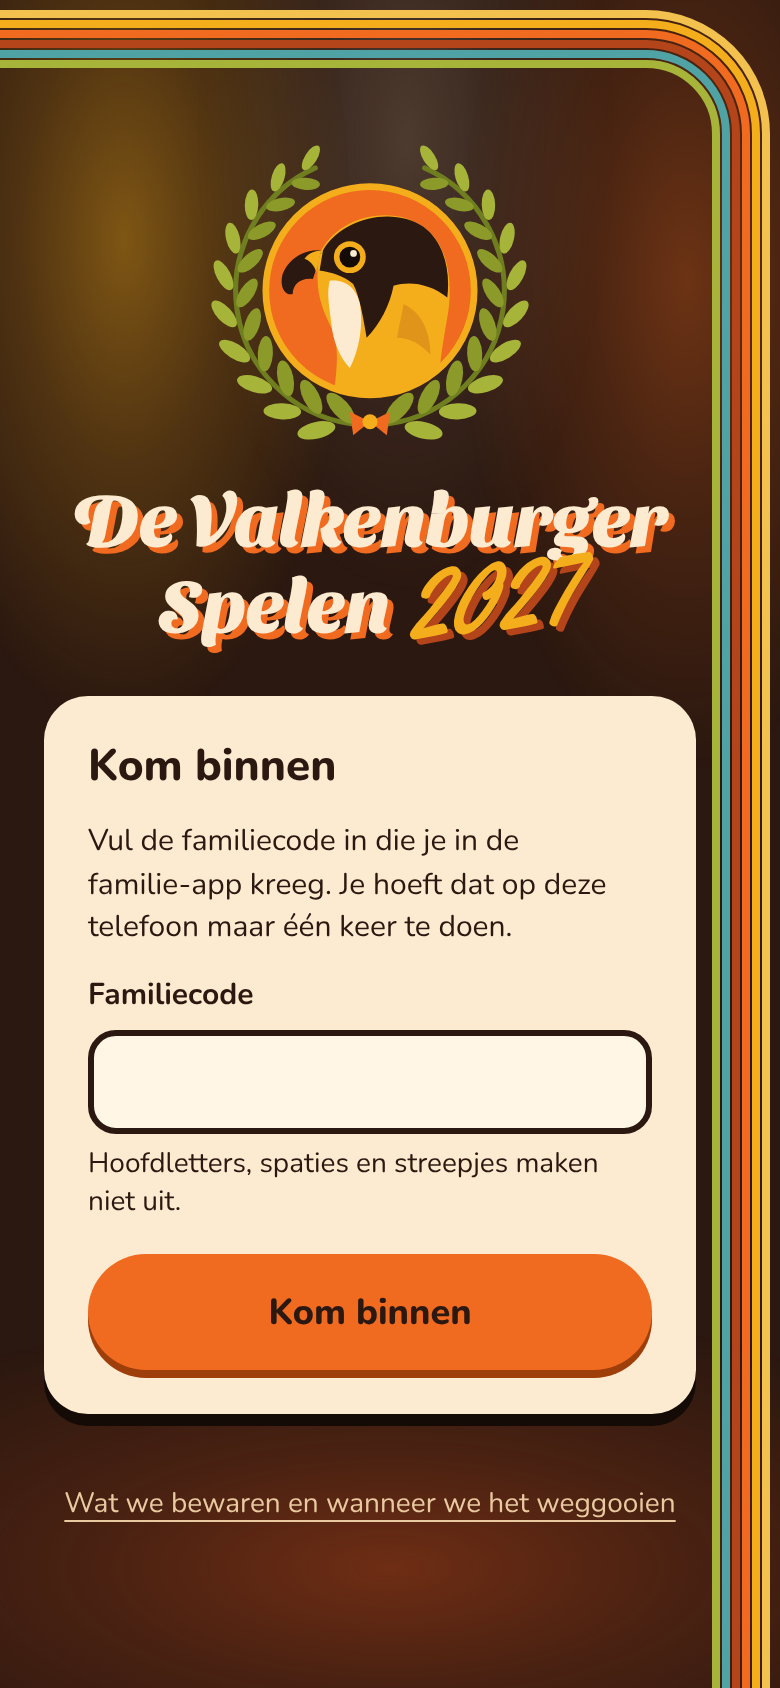 De Valkenburger
Spelen 2027
Kom binnen
Vul de familiecode in die je in de
familie-app kreeg. Je hoeft dat op deze
telefoon maar één keer te doen.
Familiecode
Hoofdletters, spaties en streepjes maken
niet uit.
Kom binnen
Wat we bewaren en wanneer we het weggooien